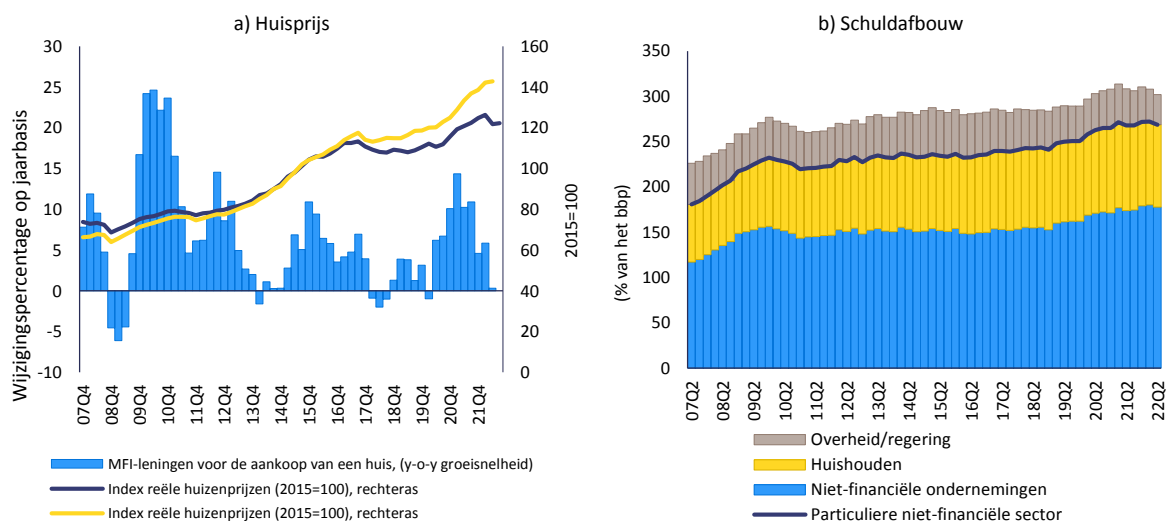 a) Huisprijs
Wijzigingspercentage op jaarbasis
30
25
20
15
10
5
0
-5
-10
160
140
120
100
80
60
40
20
0
2015=100
07Q4
08Q4
09Q4
10Q4
11Q4
12Q4
13Q4
14Q4
15Q4
16Q4
17Q4
18Q4
19Q4
20Q4
21Q4
MFI-leningen voor de aankoop van een huis, (y-o-y groeisnelheid)
Index reële huizenprijzen (2015=100), rechteras
Index reële huizenprijzen (2015=100), rechteras
b) Schuldafbouw
(% van het bbp)
350
300
250
200
150
100
50
0
07Q2
08Q2
09Q2
10Q2
11Q2
12Q2
13Q2
14Q2
15Q2
16Q2
17Q2
18Q2
19Q2
20Q2
21Q2
22Q2
Overheid/regering
Huishouden
Niet-financiële ondernemingen
Particuliere niet-financiële sector